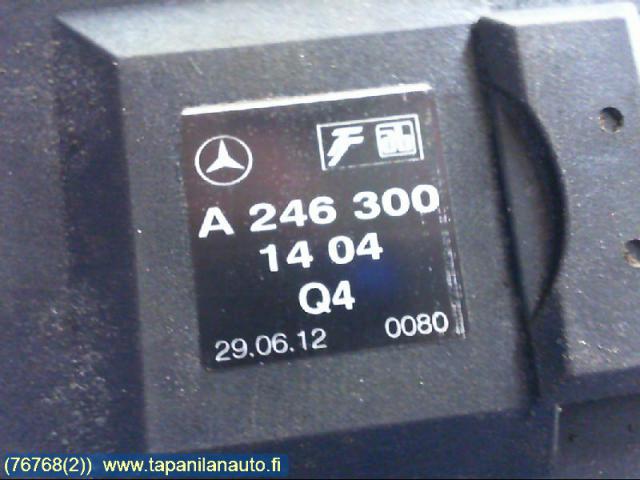 A 246 300
14 04
Q4
29.06.12 0080
(76768(2)) www.tapanilanauto.fi